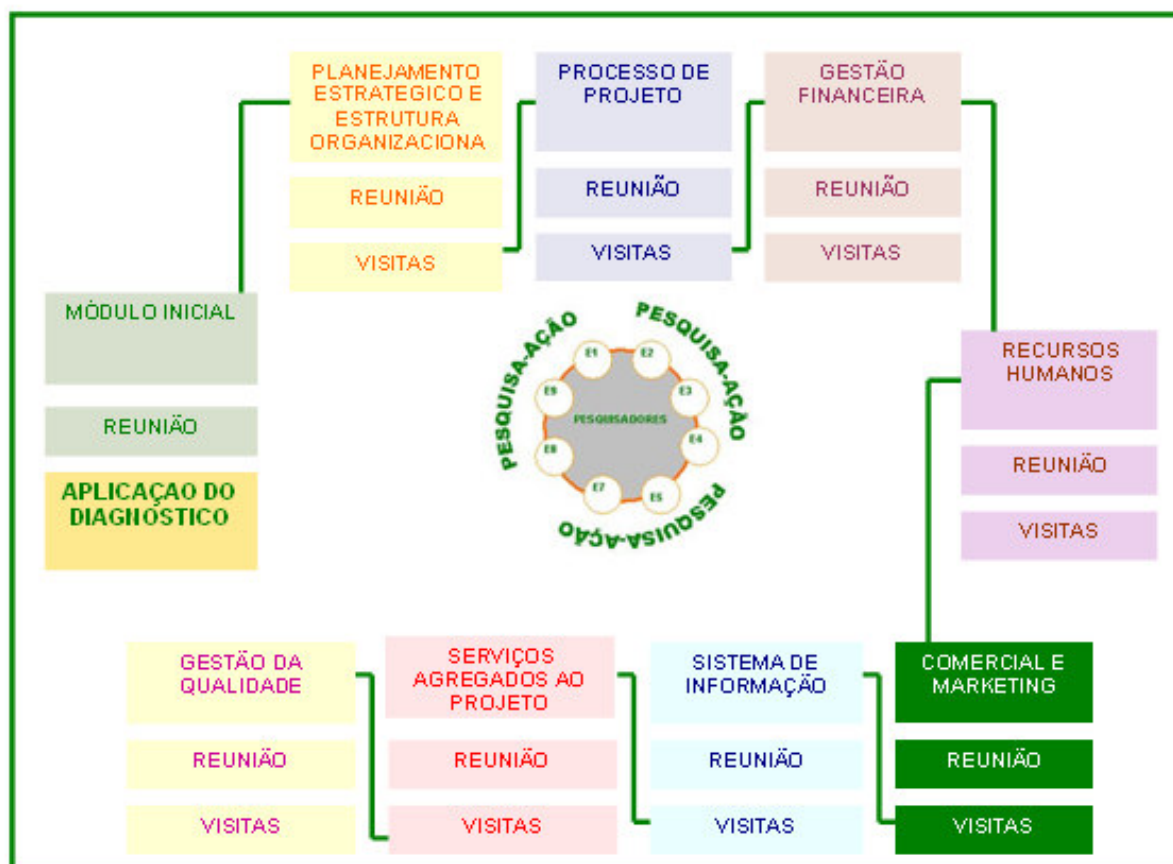 PLANEJAMENTO
ESTRATEGICO E
ESTRUTURA
ORGANIZACIONA
REUNIÃO
VISITAS
PROCESSO DE
PROJETO
REUNIÃO
VISITAS
GESTÃO
FINANCEIRA
REUNIÃO
VISITAS
MÓDULO INICIAL
REUNIÃO
APLICAÇAO DO
DIAGNOSTICO
PESQUISA-AÇÃO
PESQUISA-AÇÃO
PESQUISA-AÇÃO
E1
E2
E3
E4
E5
E7
E8
E9
PESQUISADORES
RECURSOS
HUMANOS
REUNIÃO
VISITAS
GESTÃO DA
QUALIDADE
REUNIÃO
VISITAS
SERVIÇOS
AGREGADOS AO
PROJETO
REUNIÃO
VISITAS
SISTEMA DE
INFORMAÇÃO
REUNIÃO
VISITAS
COMERCIAL E
MARKETING
REUNIÃO
VISITAS